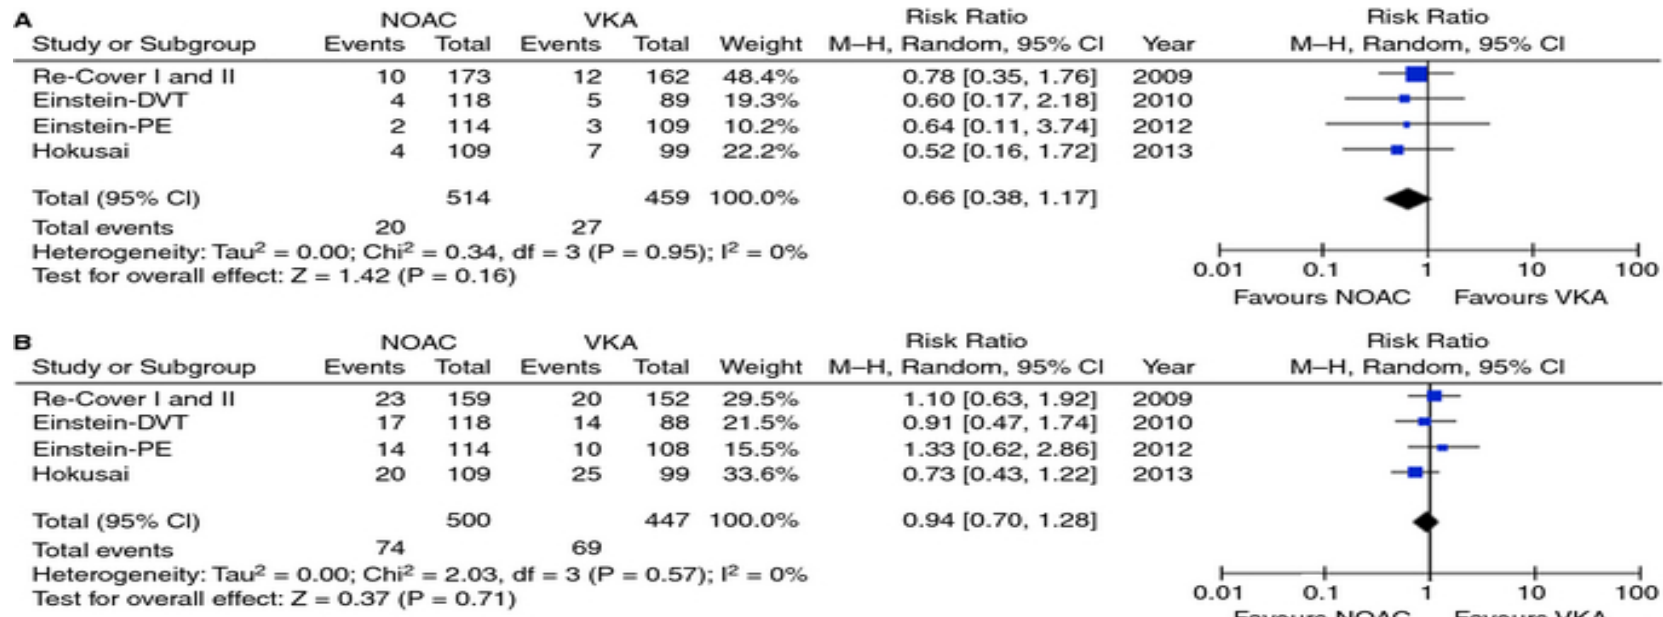 A NOAC VKA Risk Ratio Risk Ratio
Study or Subgroup Events Total Events Total Weight M–H, Random, 95% CI Year M–H, Random, 95% CI
Re-Cover I and II 10 173 12 162 48.4% 0.78 [0.35, 1.76] 2009
Einstein-DVT 4 118 5 89 19.3% 0.60 [0.17, 2.18] 2010
Einstein-PE 2 114 3 109 10.2% 0.64 [0.11, 3.74] 2012
Hokusai 4 109 7 99 22.2% 0.52 [0.16, 1.72] 2013
Total (95% CI) 514 459 100.0% 0.66 [0.38, 1.17]
Total events 20 27
Heterogeneity: Tau² = 0.00; Chi² = 0.34, df = 3 (P = 0.95); I² = 0%
Test for overall effect: Z = 1.42 (P = 0.16)
0.01 0.1 1 10 100
Favours NOAC Favours VKA
B NOAC VKA Risk Ratio Risk Ratio
Study or Subgroup Events Total Events Total Weight M–H, Random, 95% CI Year M–H, Random, 95% CI
Re-Cover I and II 23 159 20 152 29.5% 1.10 [0.63, 1.92] 2009
Einstein-DVT 17 118 14 88 21.5% 0.91 [0.47, 1.74] 2010
Einstein-PE 14 114 10 108 15.5% 1.33 [0.62, 2.86] 2012
Hokusai 20 109 25 99 33.6% 0.73 [0.43, 1.22] 2013
Total (95% CI) 500 447 100.0% 0.94 [0.70, 1.28]
Total events 74 69
Heterogeneity: Tau² = 0.00; Chi² = 2.03, df = 3 (P = 0.57); I² = 0%
Test for overall effect: Z = 0.37 (P = 0.71)
0.01 0.1 1 10 100
Favours NOAC Favours VKA